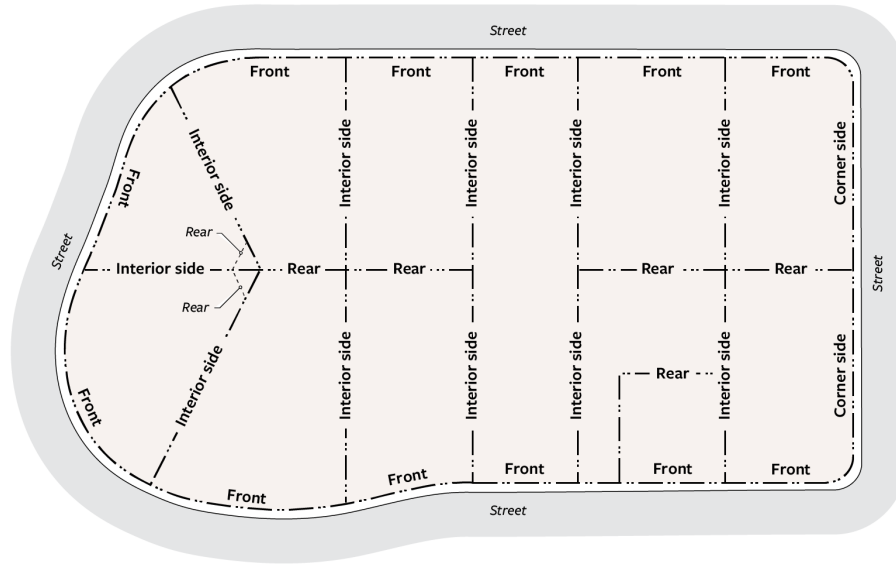 Street
Front
Front
Front
Front
Front
Interior side
Interior side
Interior side
Interior side
Interior side
Corner side
Front
Street
Rear
Interior side
Rear
Rear
Rear
Rear
Street
Rear
Interior side
Interior side
Interior side
Interior side
Interior side
Corner side
Rear
Front
Front
Front
Front
Front
Front
Street